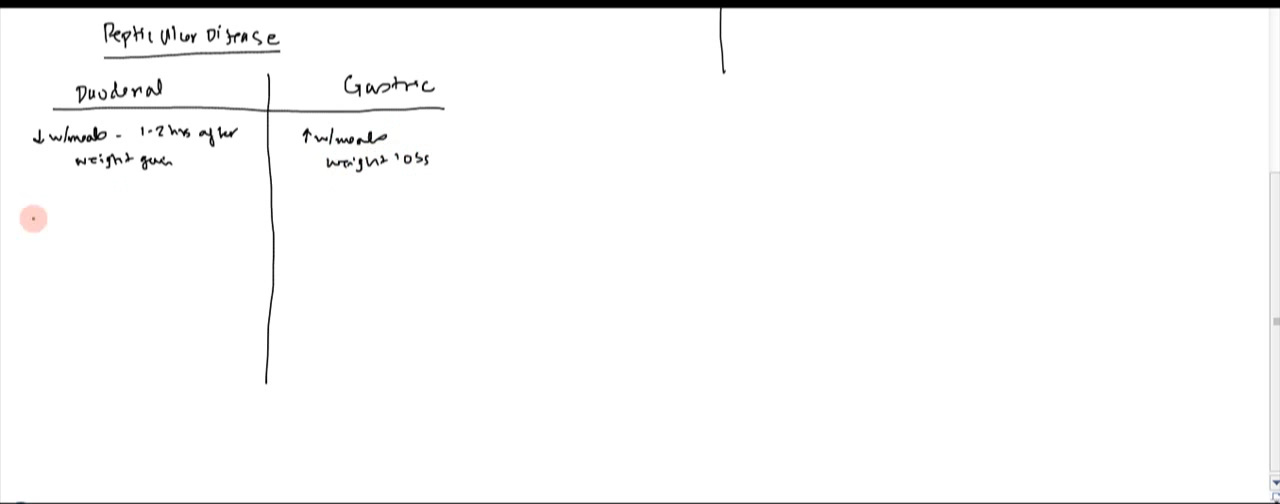 Peptic Ulcer Disease
Duodenal
Gastric
↓ w/meals - 1-2 hrs after
weight gain
↑ w/meals
weight loss